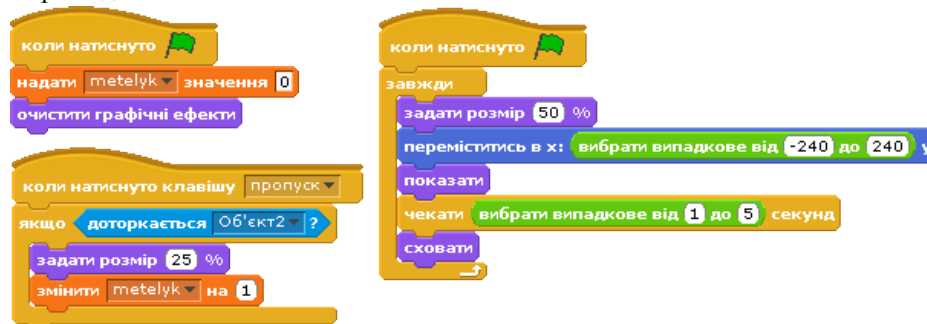 коли натиснуто
надати metelyk значення 0
очистити графічні ефекти
коли натиснуто клавішу пропуск
якщо доторкається Об'єкт2 ?
задати розмір 25 %
змінити metelyk на 1
коли натиснуто
завжди
задати розмір 50 %
переміститись в x: вибрати випадкове від -240 до 240 y
показати
чекати вибрати випадкове від 1 до 5 секунд
сховати